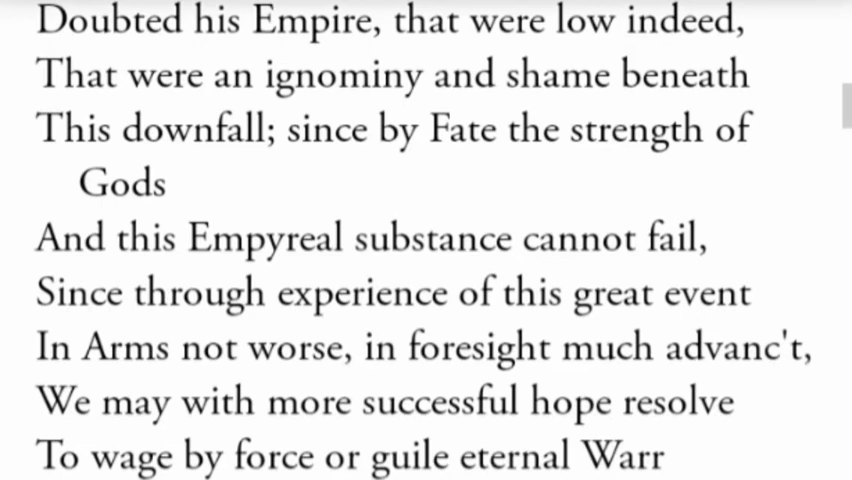 Doubted his Empire, that were low indeed,
That were an ignominy and shame beneath
This downfall; since by Fate the strength of
Gods
And this Empyreal substance cannot fail,
Since through experience of this great event
In Arms not worse, in foresight much advanc't,
We may with more successful hope resolve
To wage by force or guile eternal Warr